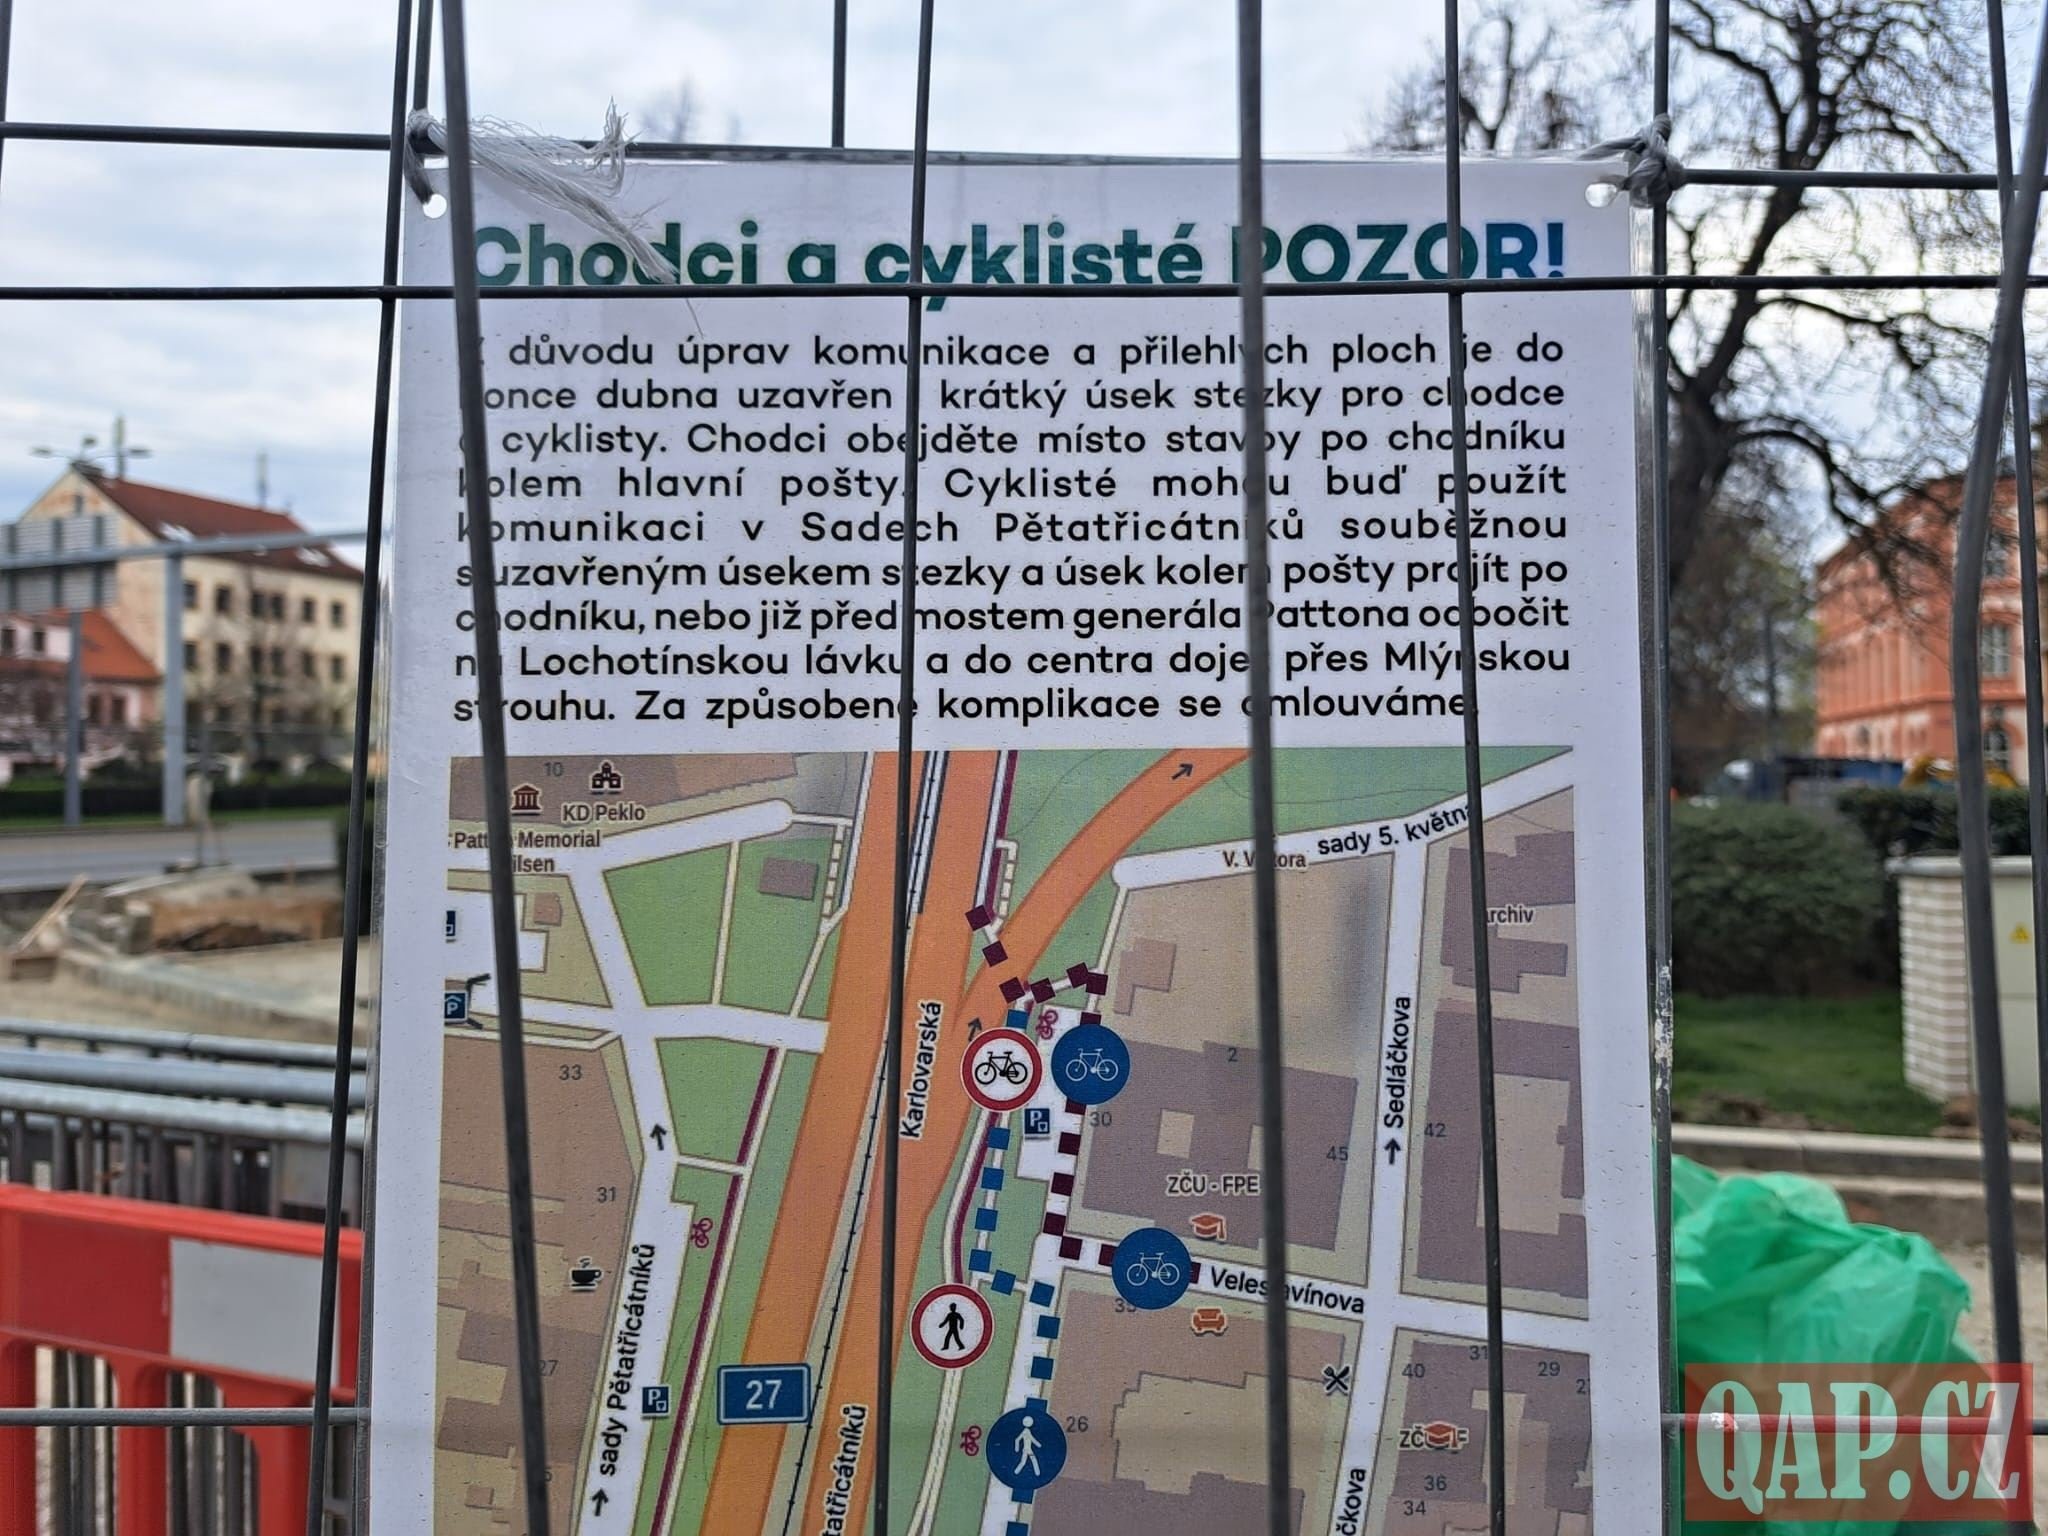 Chodci a cyklisté POZOR!
Z důvodu úprav komunikace a přilehlých ploch je do
konce dubna uzavřen krátký úsek stezky pro chodce
a cyklisty. Chodci obejděte místo stavby po chodníku
kolem hlavní pošty. Cyklisté mohou buď použít
komunikaci v Sadech Pětatřicátníků souběžnou
s uzavřeným úsekem stezky a úsek kolem pošty projít po
chodníku, nebo již před mostem generála Pattona odbočit
na Lochotínskou lávku a do centra dojet přes Mlýnskou
strouhu. Za způsobené komplikace se omlouváme.
10
KD Peklo
Patton Memorial
Pilsen
sady 5. května
V. Viktora
Archiv
P
Karlovarská
Sedláčkova
33
2
30
P
42
45
31
ZČU - FPE
sady Pětatřicátníků
Veleslavínova
35
27
40
31
29
27
P
27
26
36
34
QAP.CZ